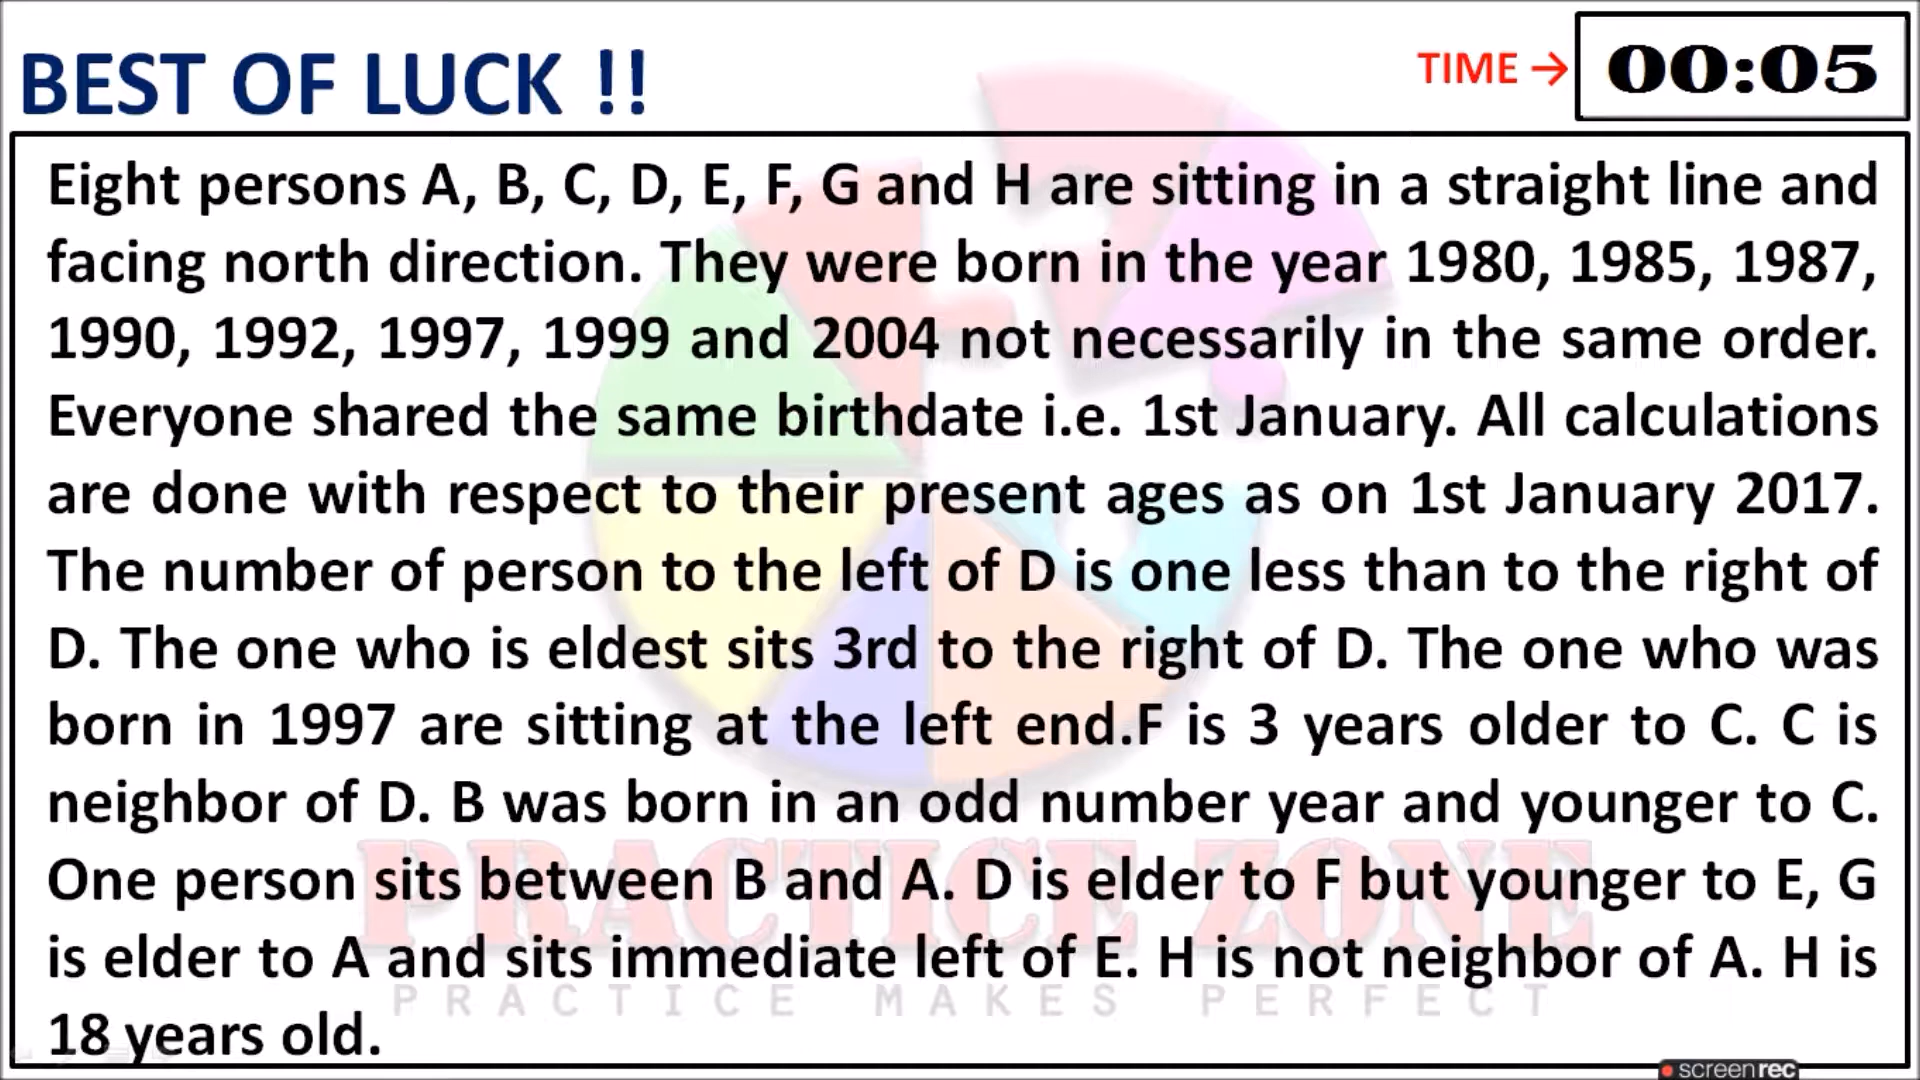 BEST OF LUCK !!
TIME → 00:05
Eight persons A, B, C, D, E, F, G and H are sitting in a straight line and
facing north direction. They were born in the year 1980, 1985, 1987,
1990, 1992, 1997, 1999 and 2004 not necessarily in the same order.
Everyone shared the same birthdate i.e. 1st January. All calculations
are done with respect to their present ages as on 1st January 2017.
The number of person to the left of D is one less than to the right of
D. The one who is eldest sits 3rd to the right of D. The one who was
born in 1997 are sitting at the left end.F is 3 years older to C. C is
neighbor of D. B was born in an odd number year and younger to C.
One person sits between B and A. D is elder to F but younger to E, G
is elder to A and sits immediate left of E. H is not neighbor of A. H is
18 years old.
PRACTICE ZONE
PRACTICE MAKES PERFECT
screenrec